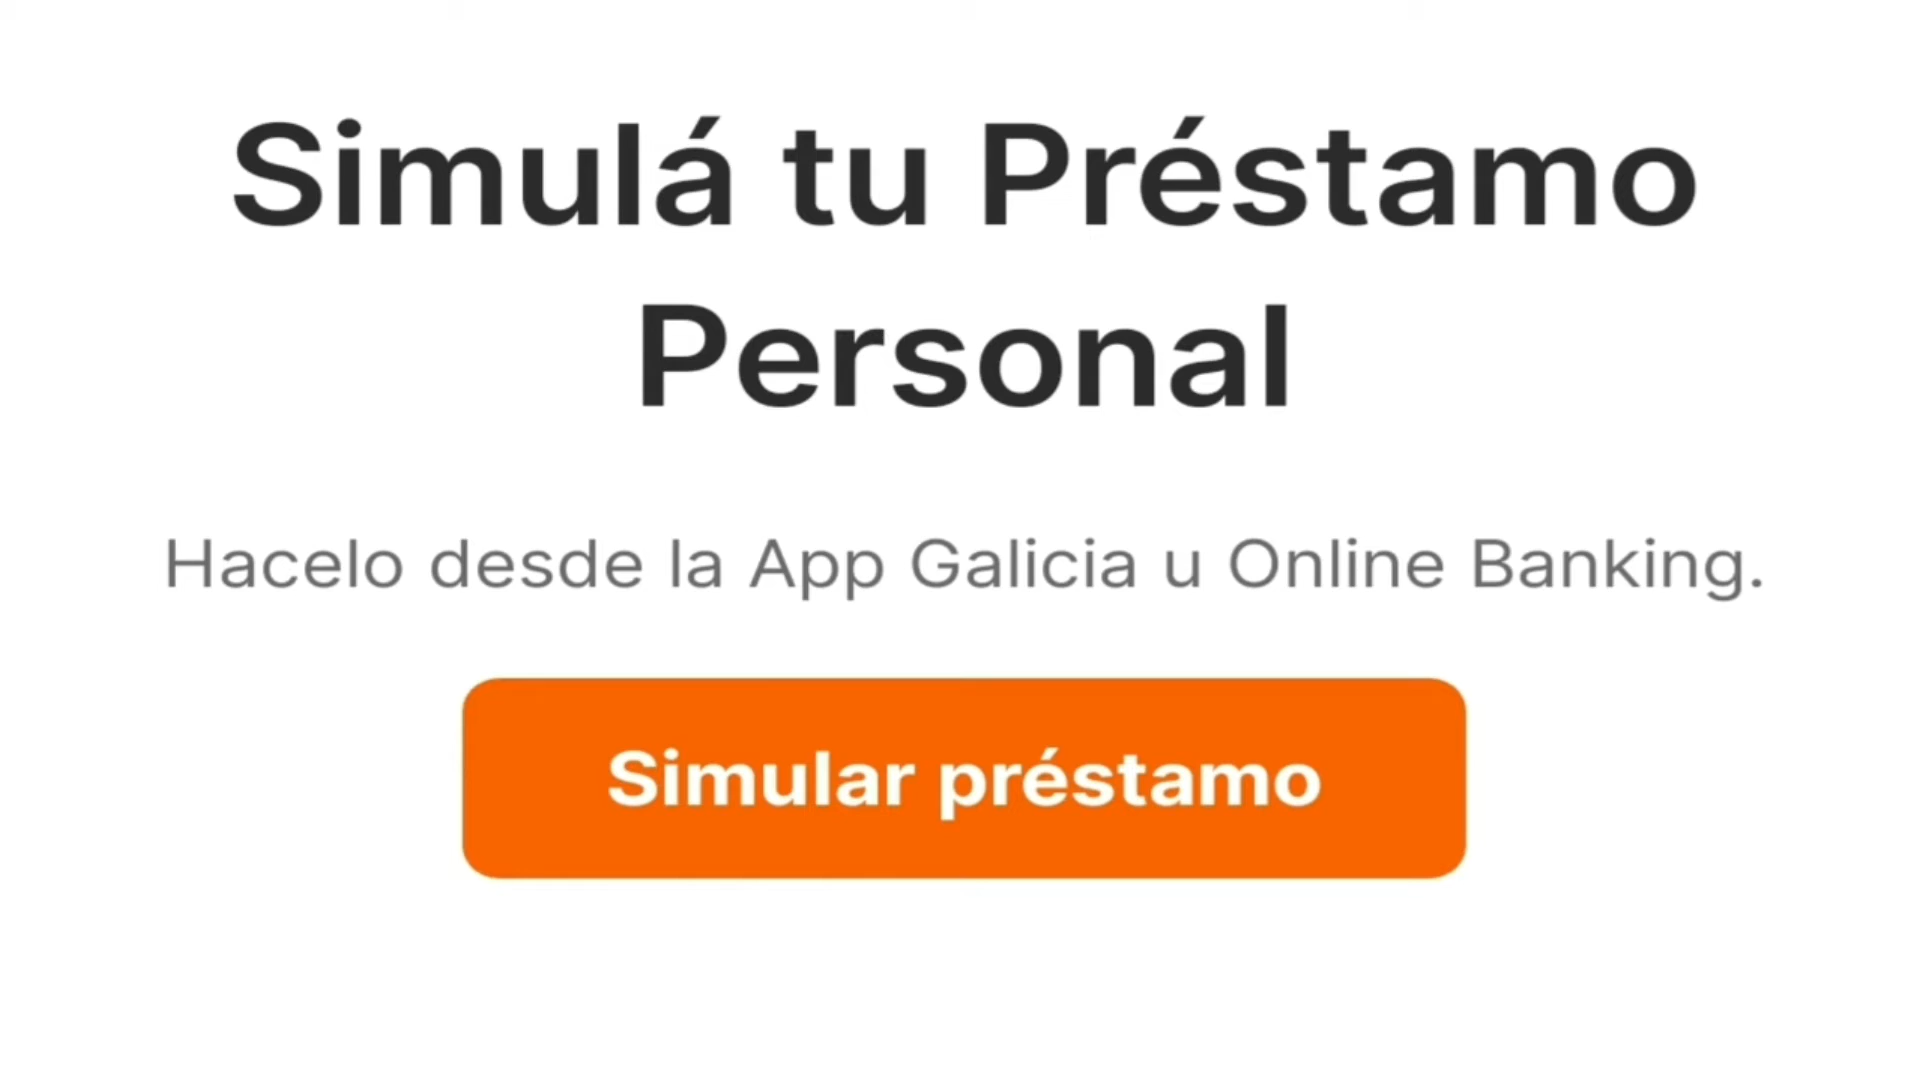 Simulá tu Préstamo
Personal
Hacelo desde la App Galicia u Online Banking.
Simular préstamo